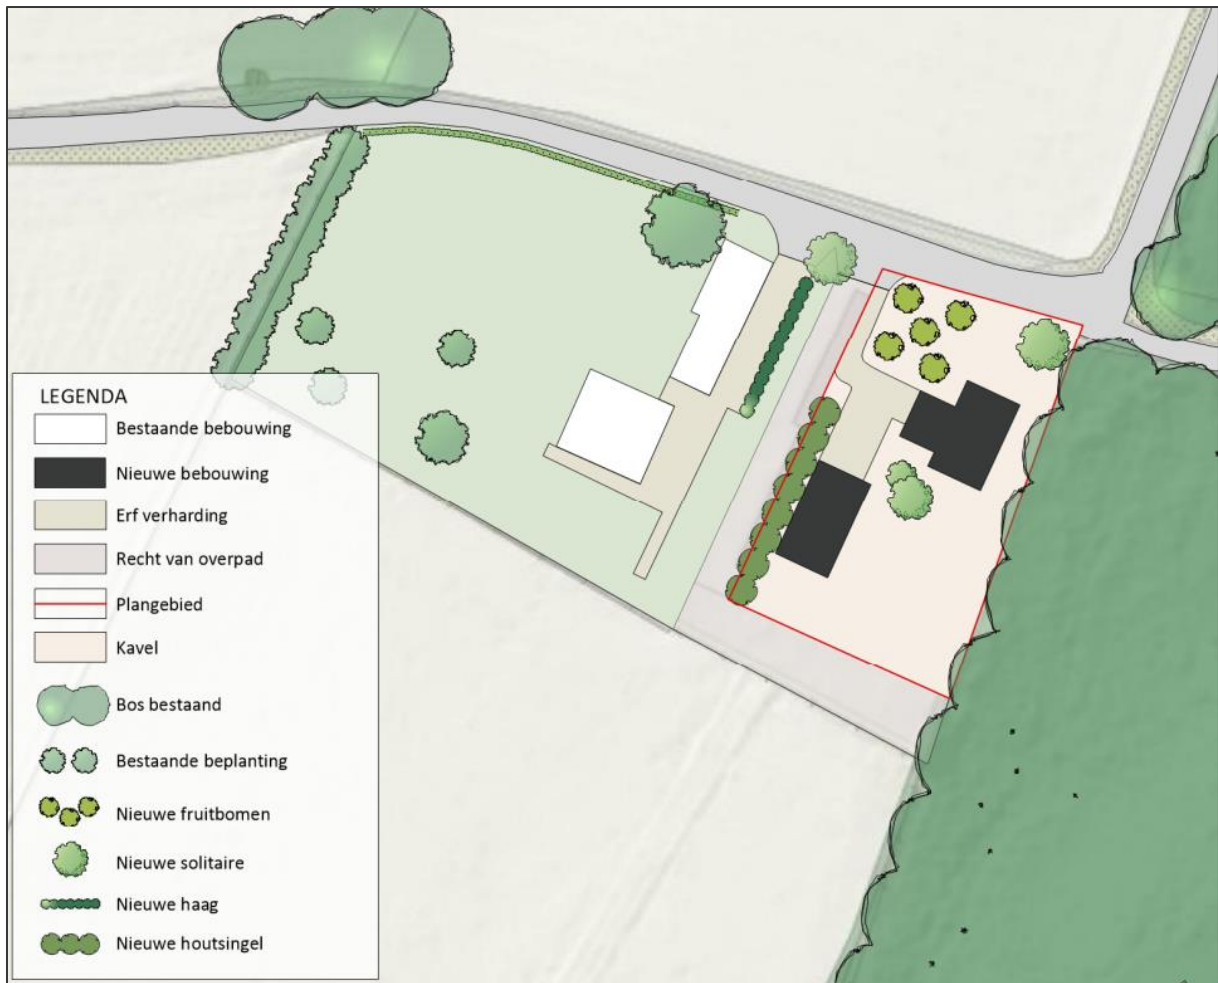 LEGENDA
Bestaande bebouwing
Nieuwe bebouwing
Erf verharding
Recht van overpad
Plangebied
Kavel
Bos bestaand
Bestaande beplanting
Nieuwe fruitbomen
Nieuwe solitaire
Nieuwe haag
Nieuwe houtsingel